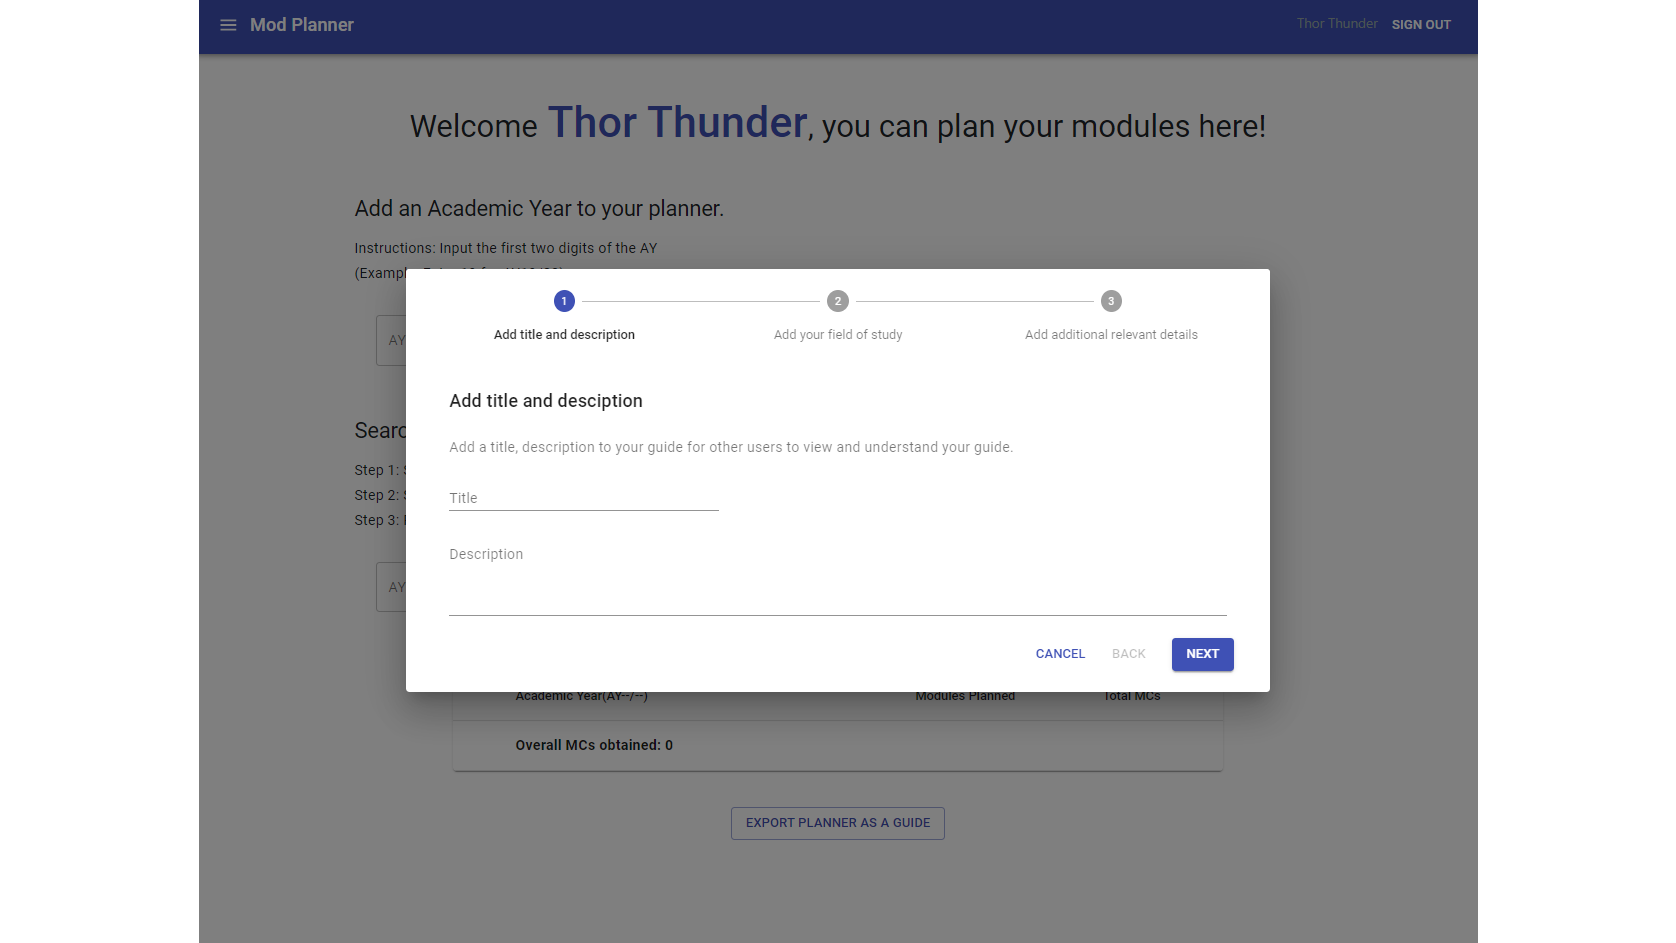 Mod Planner
Thor Thunder SIGN OUT
Welcome Thor Thunder, you can plan your modules here!
Add an Academic Year to your planner.
Instructions: Input the first two digits of the AY
(Exampl
AY
1
2
3
Add title and description
Add your field of study
Add additional relevant details
Add title and desciption
Add a title, description to your guide for other users to view and understand your guide.
Title
Description
CANCEL BACK NEXT
Searc
Step 1:
Step 2:
Step 3:
AY
Academic Year(AY--/--) Modules Planned Total MCs
Overall MCs obtained: 0
EXPORT PLANNER AS A GUIDE